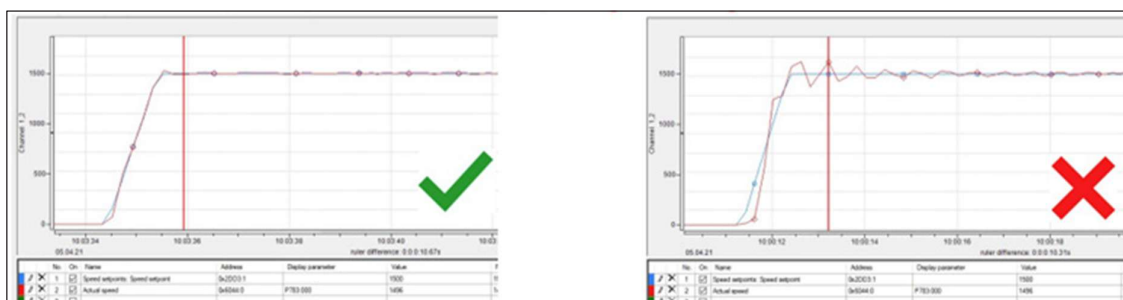 1500
1000
500
0
Channel 1_2
10:03:34 10:03:36 10:03:38 10:03:40
05.04.21 ruler difference: 0:0:0:10.67s
No. On Name Address Display parameter Value
1 Speed setpoints: Speed setpoint 0x2DD3:1 1500
2 Actual speed 0x6044:0 P783.000 1496
1500
1000
500
0
Channel 1_2
10:00:12 10:00:14 10:00:16 10:00:18
05.04.21 ruler difference: 0:0:0:10.31s
No. On Name Address Display parameter Value
1 Speed setpoints: Speed setpoint 0x2DD3:1 1500
2 Actual speed 0x6044:0 P783.000 1496